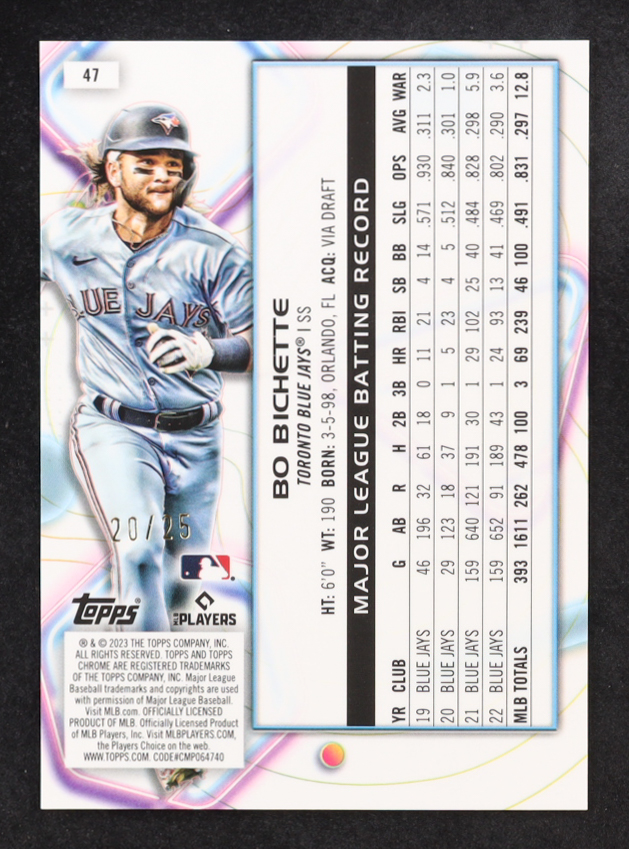 47
BLUE JAYS
20/25
MLB PLAYERS
Topps
® & © 2023 THE TOPPS COMPANY, INC.
ALL RIGHTS RESERVED. TOPPS AND TOPPS
CHROME ARE REGISTERED TRADEMARKS
OF THE TOPPS COMPANY, INC. Major League
Baseball trademarks and copyrights are used
with permission of Major League Baseball.
Visit MLB.com. OFFICIALLY LICENSED
PRODUCT OF MLB. Officially Licensed Product
of MLB Players, Inc. Visit MLBPLAYERS.COM,
the Players Choice on the web.
WWW.TOPPS.COM. CODE#CMP064740
BO BICHETTE
TORONTO BLUE JAYS® | SS
HT: 6'0" WT: 190 BORN: 3-5-98, ORLANDO, FL ACQ: VIA DRAFT
MAJOR LEAGUE BATTING RECORD
YR CLUB G AB R H 2B 3B HR RBI SB BB SLG OPS AVG WAR
19 BLUE JAYS 46 196 32 61 18 0 11 21 4 14 .571 .930 .311 2.3
20 BLUE JAYS 29 123 18 37 9 1 5 23 4 5 .512 .840 .301 1.0
21 BLUE JAYS 159 640 121 191 30 1 29 102 25 40 .484 .828 .298 5.9
22 BLUE JAYS 159 652 91 189 43 1 24 93 13 41 .469 .802 .290 3.6
MLB TOTALS 393 1611 262 478 100 3 69 239 46 100 .491 .831 .297 12.8